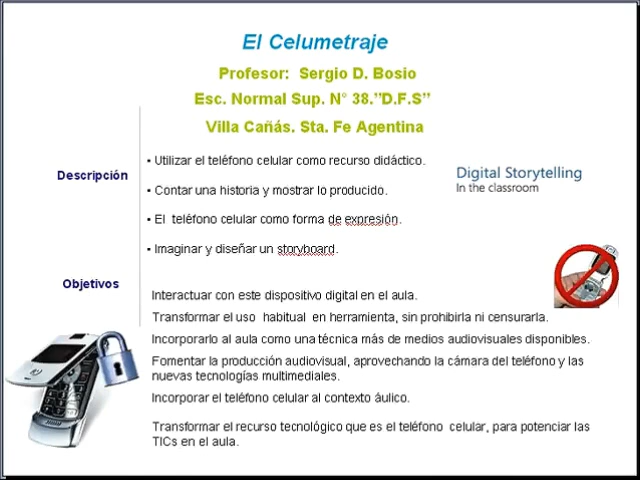 El Celumetraje
Profesor:  Sergio D. Bosio
Esc. Normal Sup. N° 38."D.F.S"
Villa Cañás. Sta. Fe Agentina
Descripción
▪ Utilizar el teléfono celular como recurso didáctico.
▪ Contar una historia y mostrar lo producido.
▪ El  teléfono celular como forma de expresión.
▪ Imaginar y diseñar un storyboard.
Digital Storytelling
In the classroom
Objetivos
Interactuar con este dispositivo digital en el aula.
Transformar el uso  habitual  en herramienta, sin prohibirla ni censurarla.
Incorporarlo al aula como una técnica más de medios audiovisuales disponibles.
Fomentar la producción audiovisual, aprovechando la cámara del teléfono y las
nuevas tecnologías multimediales.
Incorporar el teléfono celular al contexto áulico.
Transformar el recurso tecnológico que es el teléfono  celular, para potenciar las
TICs en el aula.